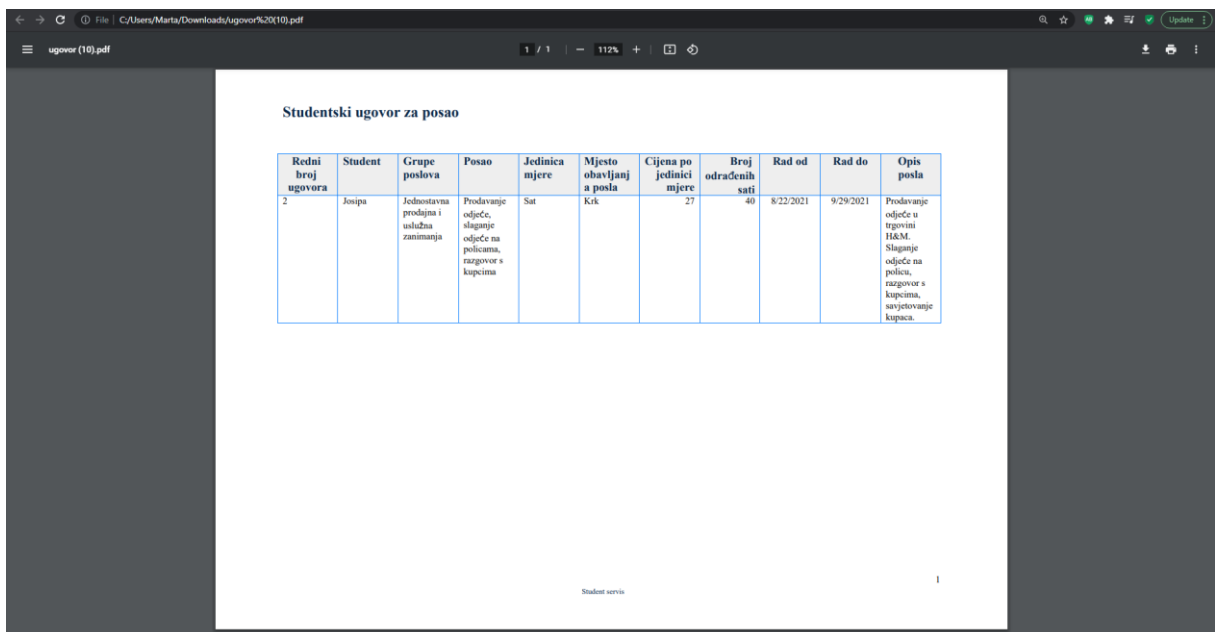 File | C:/Users/Marta/Downloads/ugovor%20(10).pdf
Update
ugovor (10).pdf
1 / 1 | − 112% +
Studentski ugovor za posao
Redni broj ugovora
Student
Grupe poslova
Posao
Jedinica mjere
Mjesto obavljanj a posla
Cijena po jedinici mjere
Broj odrađenih sati
Rad od
Rad do
Opis posla
2
Josipa
Jednostavna
prodajna i
uslužna
zanimanja
Prodavanje
odjeće,
slaganje
odjeće na
policama,
razgovor s
kupcima
Sat
Krk
27
40
8/22/2021
9/29/2021
Prodavanje
odjeće u
trgovini
H&M.
Slaganje
odjeće na
policu,
razgovor s
kupcima,
savjetovanje
kupaca.
1
Student servis